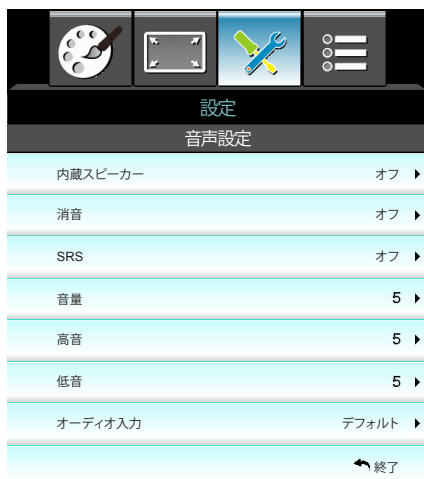 設定
音声設定
内蔵スピーカー オフ
消音 オフ
SRS オフ
音量 5
高音 5
低音 5
オーディオ入力 デフォルト
終了